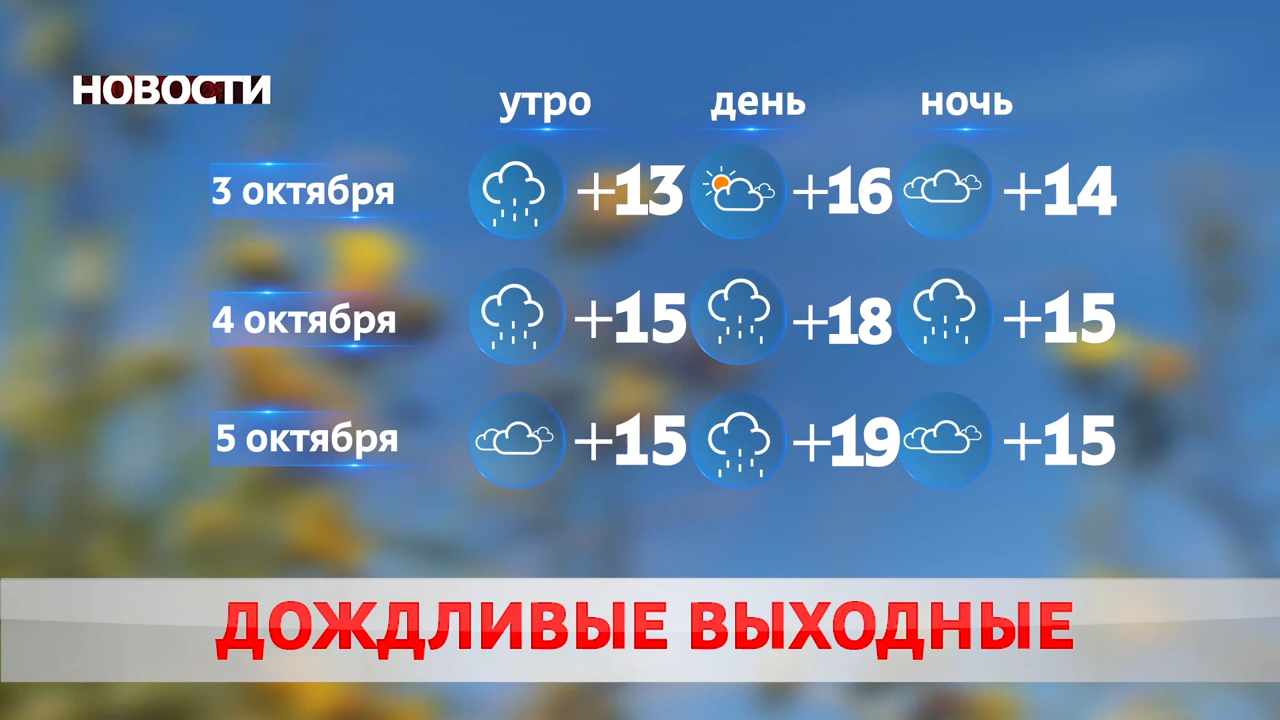 НОВОСТИ
утро день ночь
3 октября +13 +16 +14
4 октября +15 +18 +15
5 октября +15 +19 +15
ДОЖДЛИВЫЕ ВЫХОДНЫЕ